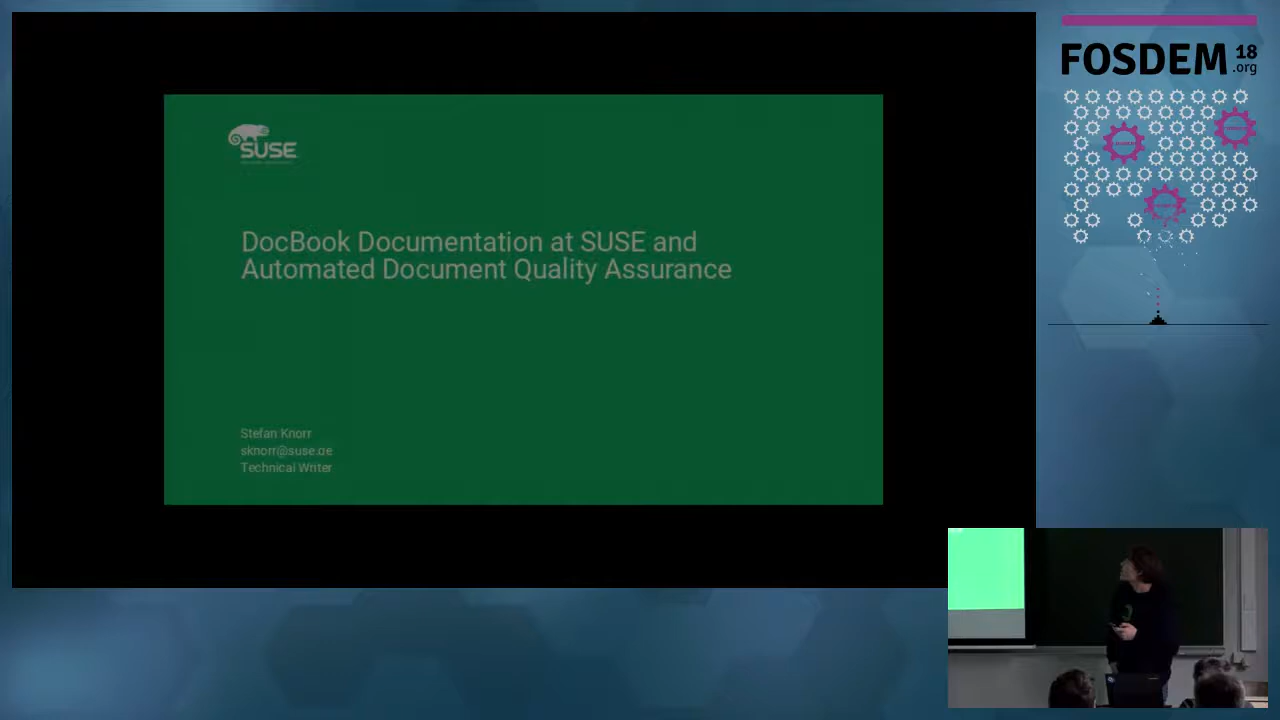 SUSE
DocBook Documentation at SUSE and
Automated Document Quality Assurance
Stefan Knorr
sknorr@suse.de
Technical Writer
FOSDEM 18
.org